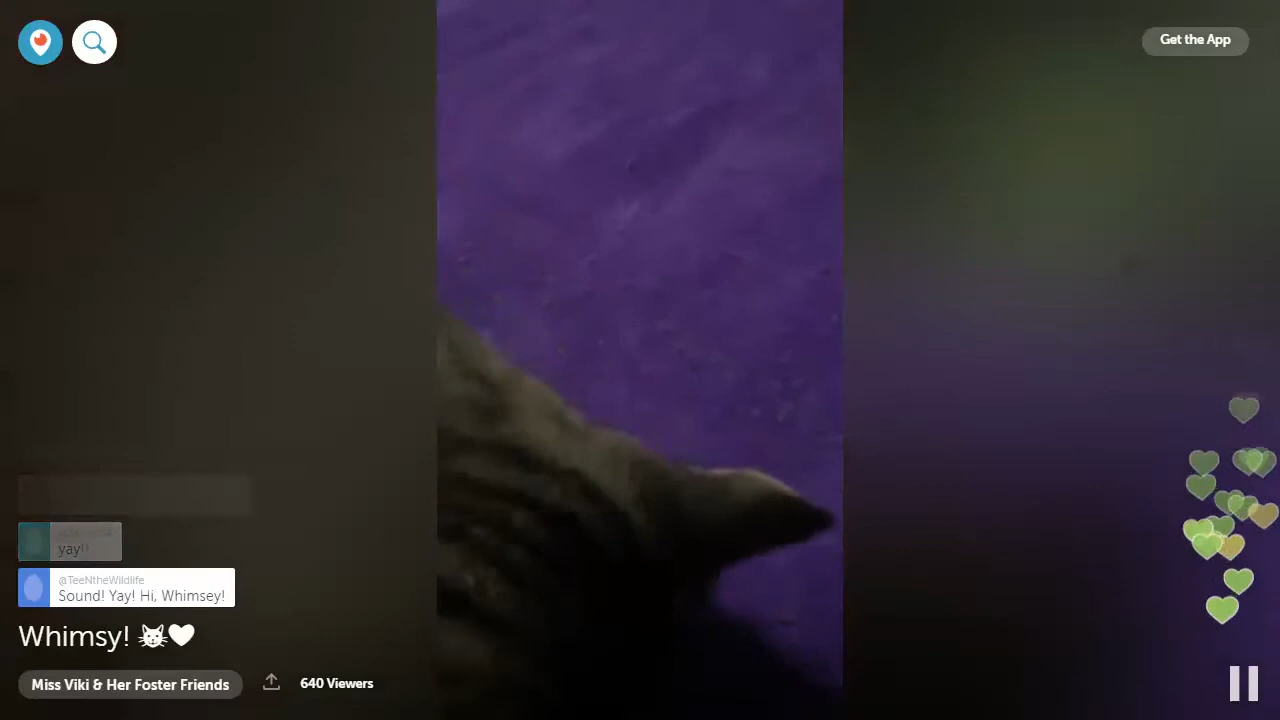 Get the App
yay!!
@TeeNtheWildlife
Sound! Yay! Hi, Whimsey!
Whimsy! 😺🤍
Miss Viki & Her Foster Friends
640 Viewers